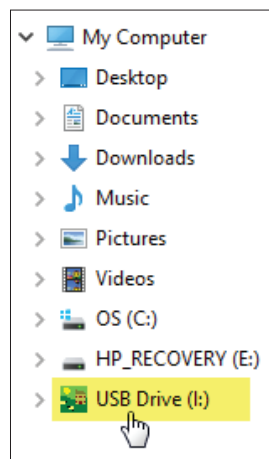 My Computer
Desktop
Documents
Downloads
Music
Pictures
Videos
OS (C:)
HP_RECOVERY (E:)
USB Drive (I:)